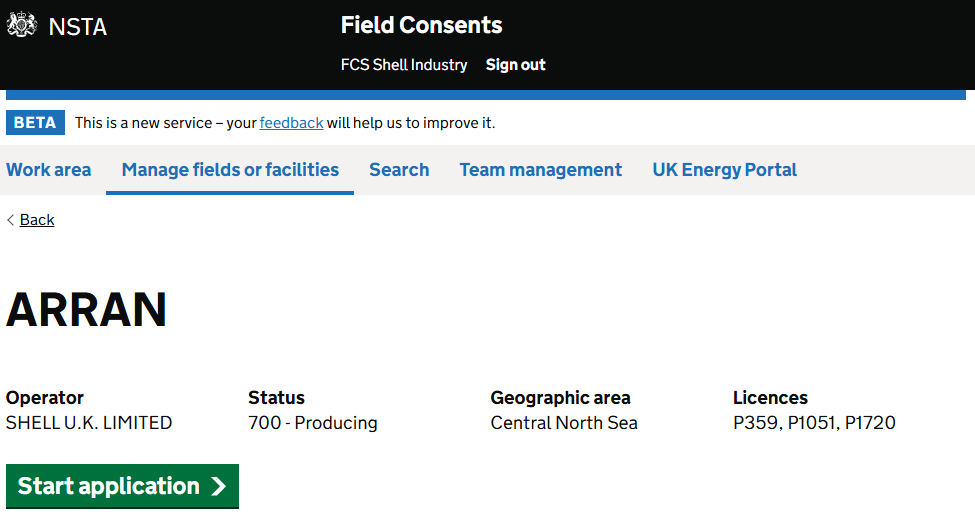 NSTA
Field Consents
FCS Shell Industry Sign out
BETA This is a new service – your feedback will help us to improve it.
Work area Manage fields or facilities Search Team management UK Energy Portal
Back
ARRAN
Operator Status Geographic area Licences
SHELL U.K. LIMITED 700 - Producing Central North Sea P359, P1051, P1720
Start application